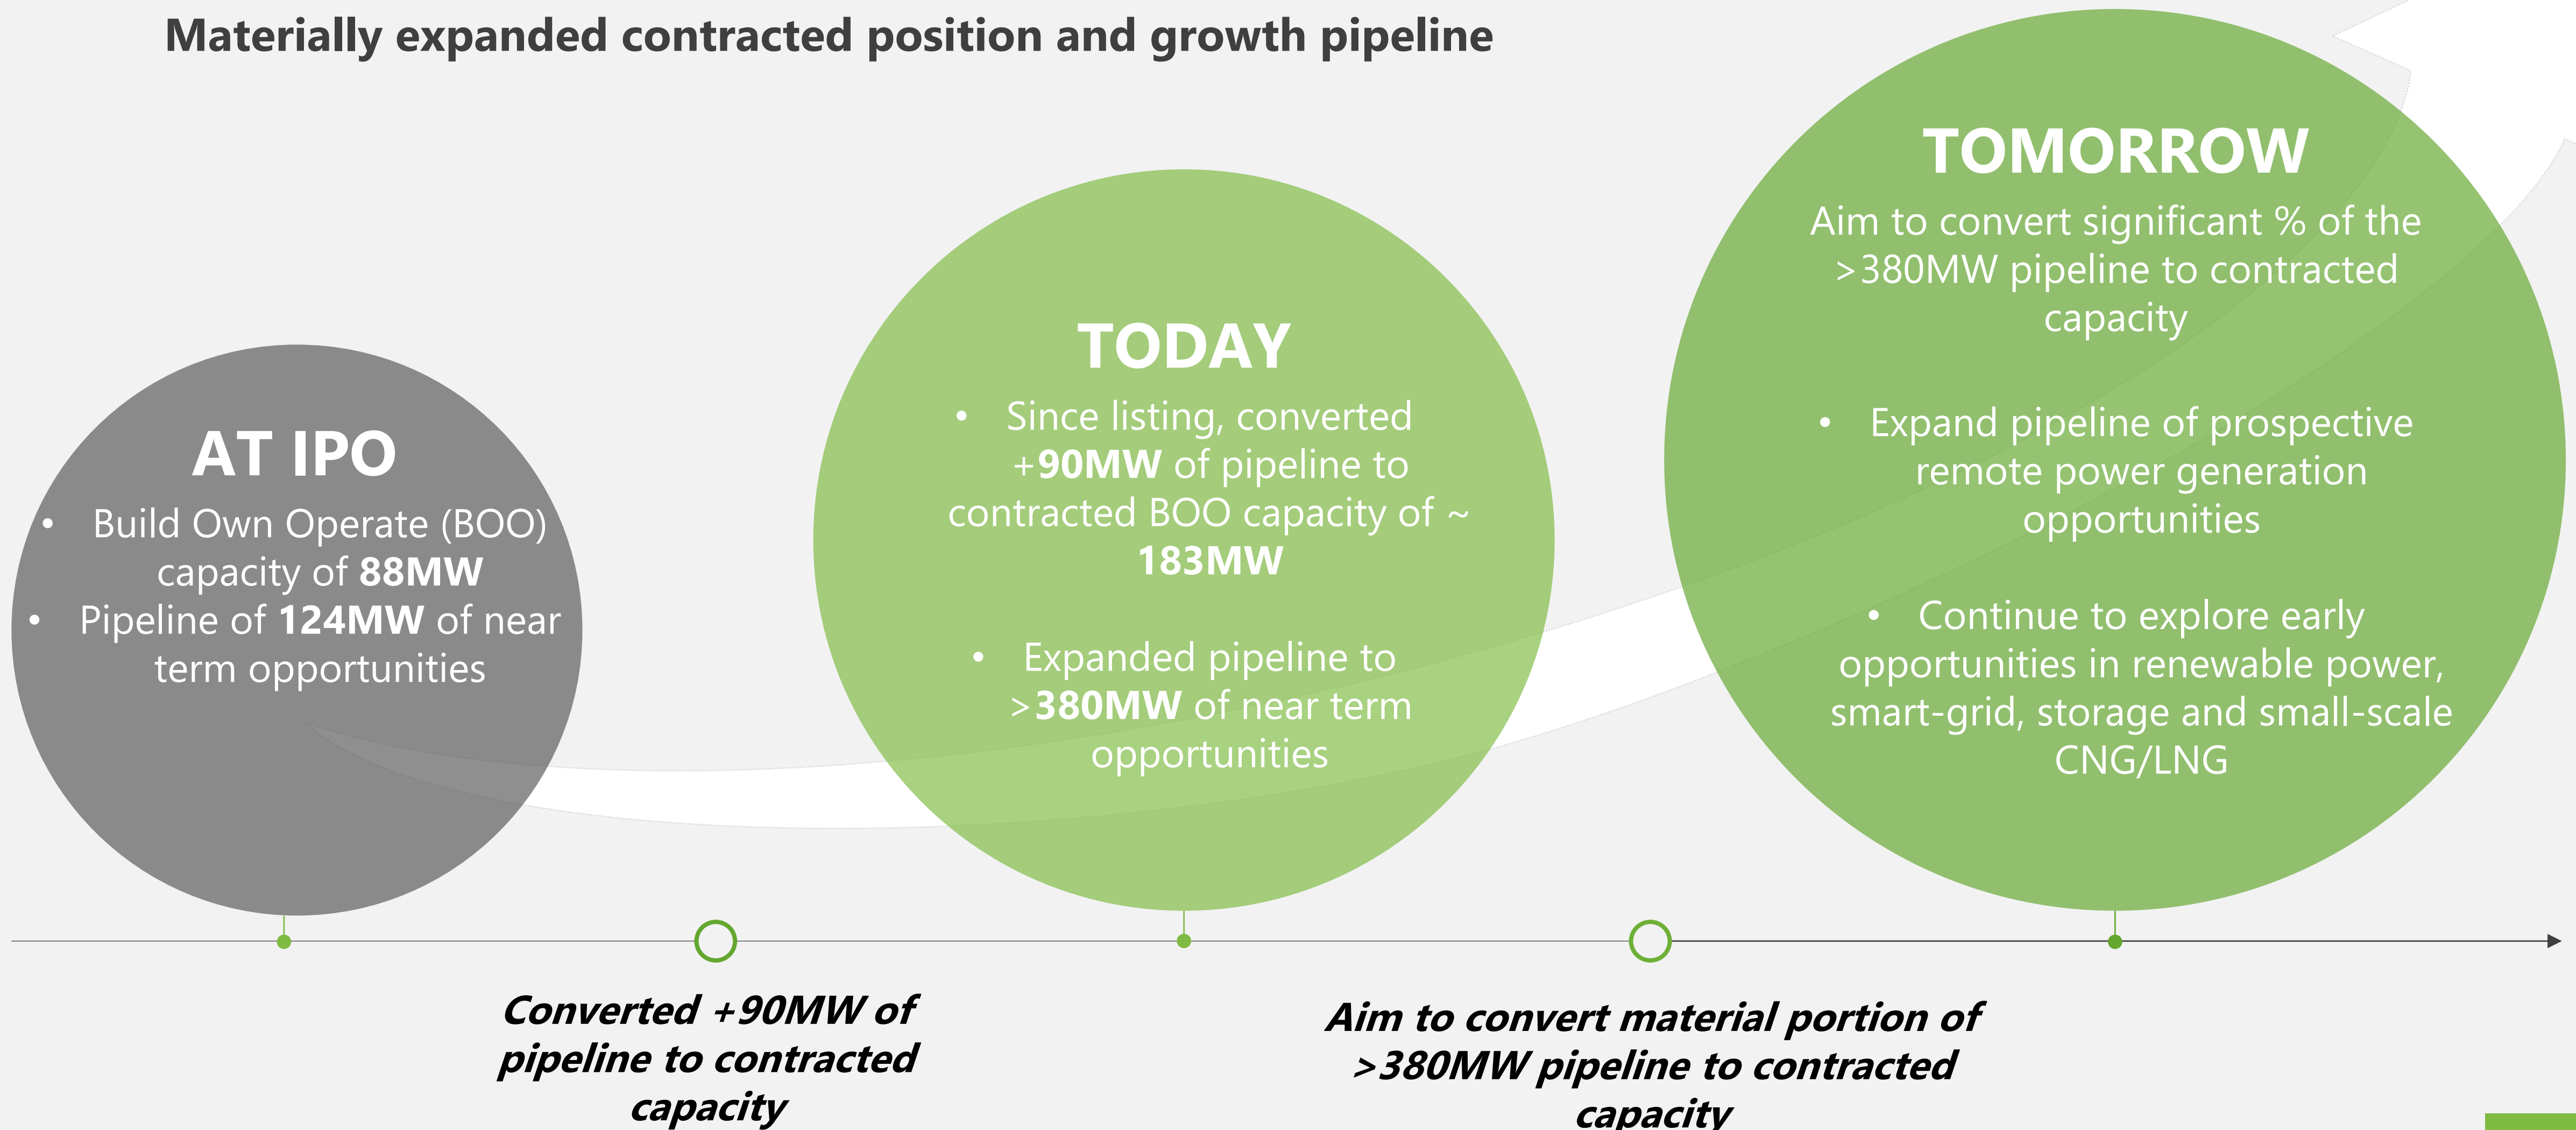 Materially expanded contracted position and growth pipeline
AT IPO
• Build Own Operate (BOO)
capacity of 88MW
• Pipeline of 124MW of near
term opportunities
TODAY
• Since listing, converted
+90MW of pipeline to
contracted BOO capacity of ~
183MW
• Expanded pipeline to
>380MW of near term
opportunities
TOMORROW
Aim to convert significant % of the
>380MW pipeline to contracted
capacity
• Expand pipeline of prospective
remote power generation
opportunities
• Continue to explore early
opportunities in renewable power,
smart-grid, storage and small-scale
CNG/LNG
Converted +90MW of
pipeline to contracted
capacity
Aim to convert material portion of
>380MW pipeline to contracted
capacity